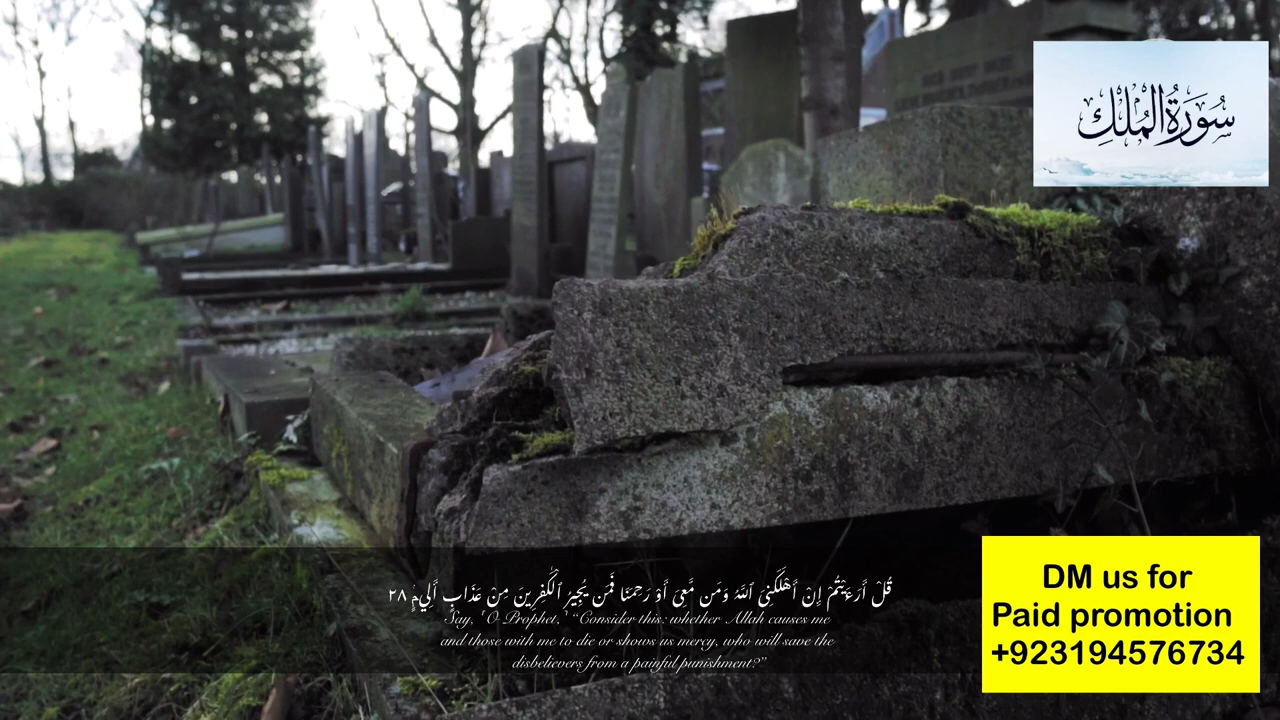 سُورَةُ الْمُلْكِ
قُلْ أَرَءَيْتُمْ إِنْ أَهْلَكَنِىَ ٱللَّهُ وَمَن مَّعِىَ أَوْ رَحِمَنَا فَمَن يُجِيرُ ٱلْكَٰفِرِينَ مِنْ عَذَابٍ أَلِيمٍۢ ٢٨
Say, ˹O Prophet,˺ “Consider this: whether Allah causes me
and those with me to die or shows us mercy, who will save the
disbelievers from a painful punishment?”
DM us for
Paid promotion
+923194576734